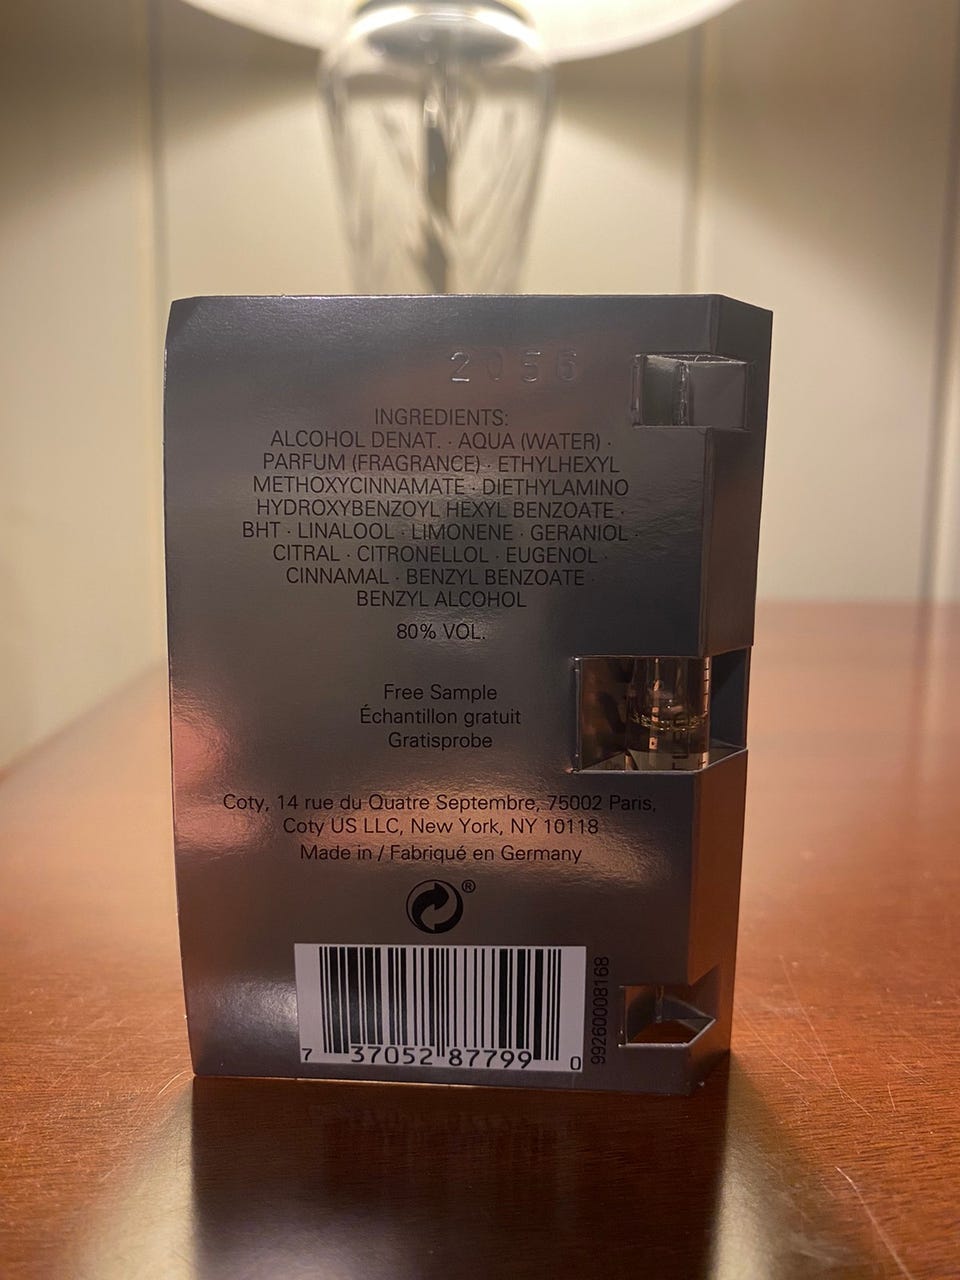 2056
INGREDIENTS:
ALCOHOL DENAT. · AQUA (WATER) ·
PARFUM (FRAGRANCE) · ETHYLHEXYL
METHOXYCINNAMATE · DIETHYLAMINO
HYDROXYBENZOYL HEXYL BENZOATE ·
BHT · LINALOOL · LIMONENE · GERANIOL ·
CITRAL · CITRONELLOL · EUGENOL ·
CINNAMAL · BENZYL BENZOATE ·
BENZYL ALCOHOL
80% VOL.
Free Sample
Échantillon gratuit
Gratisprobe
Coty, 14 rue du Quatre Septembre, 75002 Paris,
Coty US LLC, New York, NY 10118
Made in / Fabriqué en Germany
®
7 37052 87799 0
99260008168